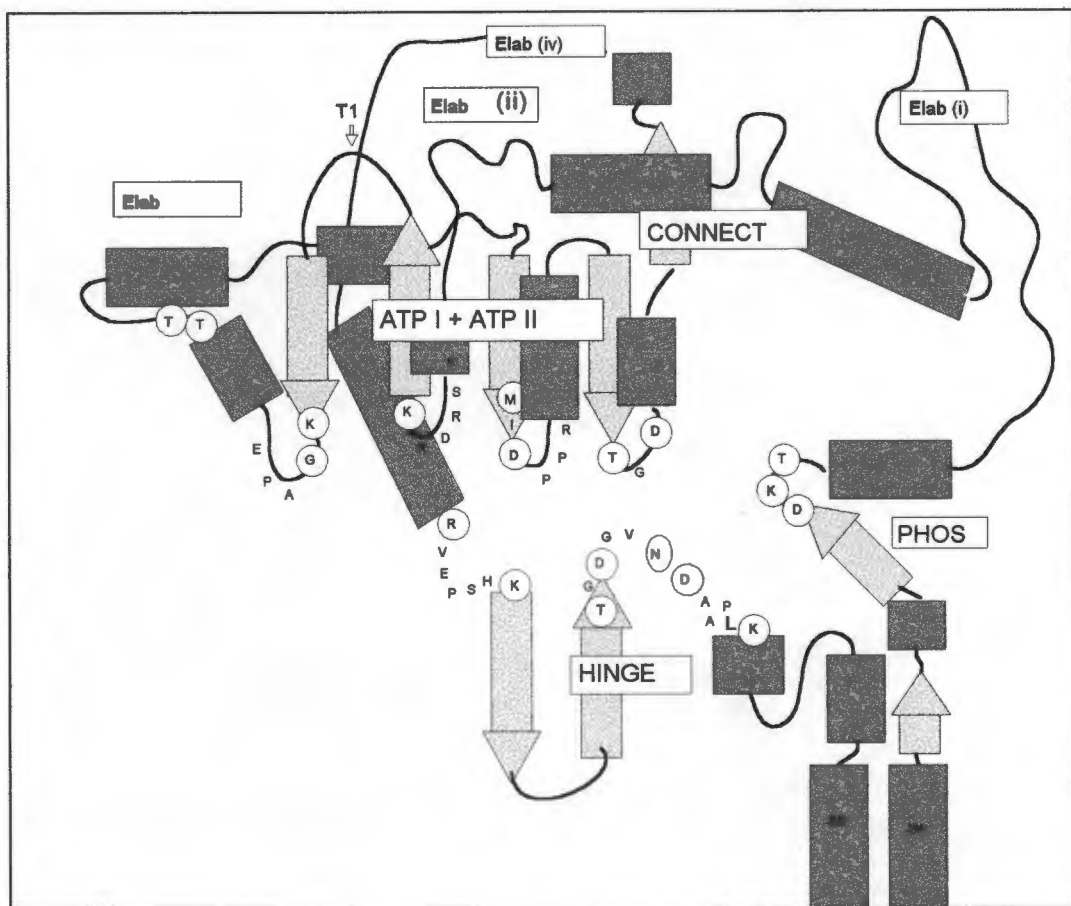 Elab (iv)
Elab (ii)
Elab (i)
T1
Elab
CONNECT
ATP I + ATP II
T T
K
G
E
P
A
K
S
R
D
M
I
D
P
P
R
T
G
D
T
K
D
PHOS
R
V
E
P
S
H
K
G
V
N
D
A
A
P
L
K
D
G
T
HINGE